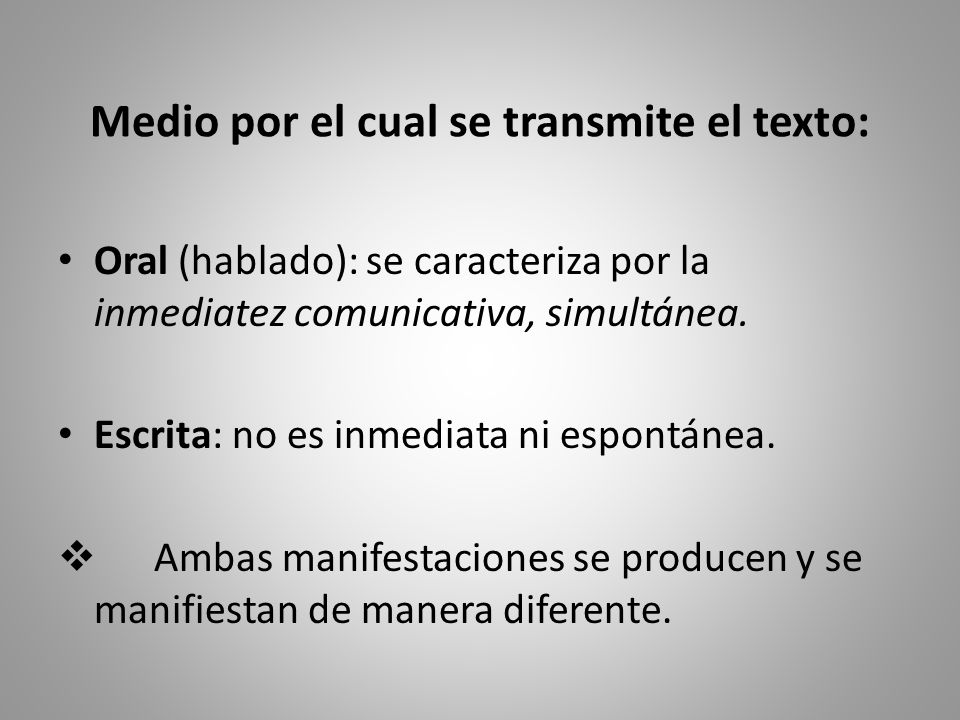 Medio por el cual se transmite el texto:
• Oral (hablado): se caracteriza por la
inmediatez comunicativa, simultánea.
• Escrita: no es inmediata ni espontánea.
❖ Ambas manifestaciones se producen y se
manifiestan de manera diferente.